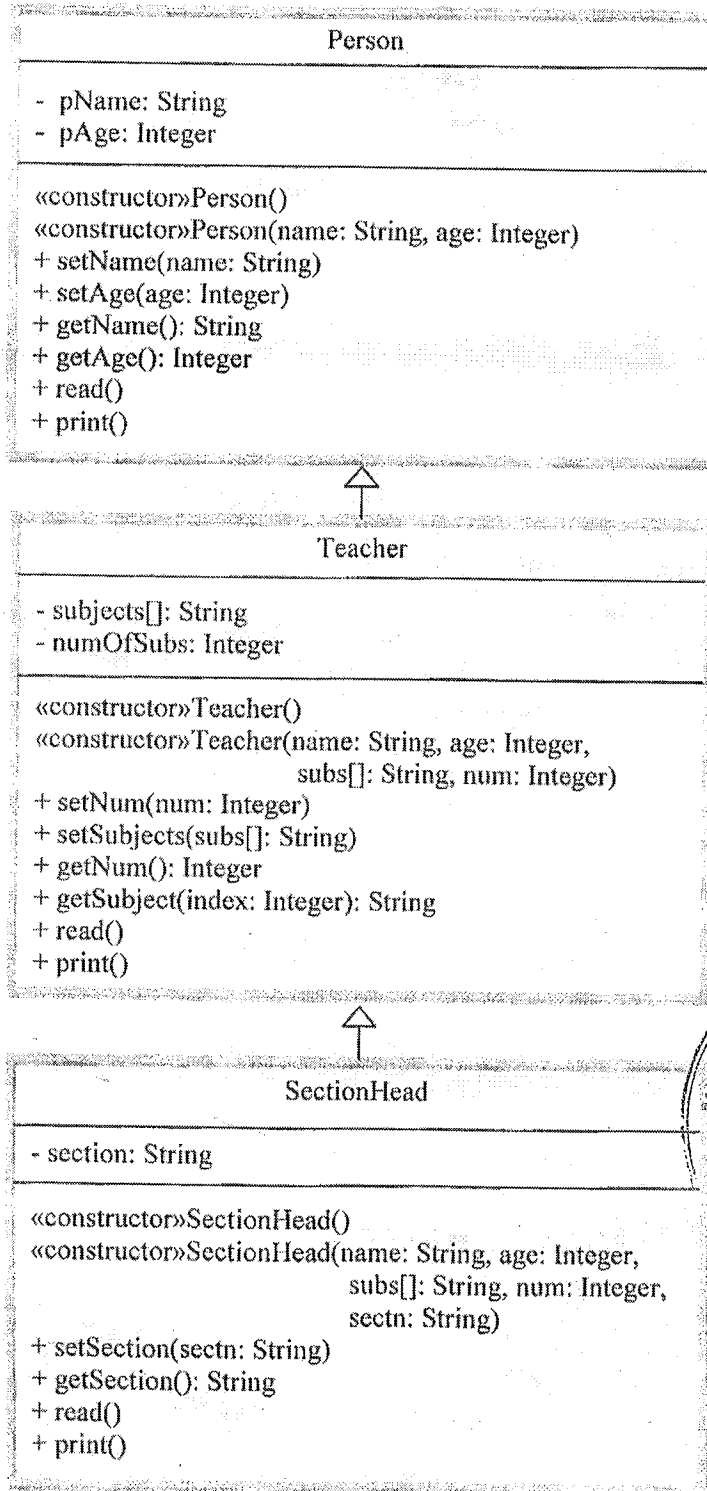 Person
- pName: String
- pAge: Integer
«constructor»Person()
«constructor»Person(name: String, age: Integer)
+ setName(name: String)
+ setAge(age: Integer)
+ getName(): String
+ getAge(): Integer
+ read()
+ print()
Teacher
- subjects[]: String
- numOfSubs: Integer
«constructor»Teacher()
«constructor»Teacher(name: String, age: Integer,
subs[]: String, num: Integer)
+ setNum(num: Integer)
+ setSubjects(subs[]: String)
+ getNum(): Integer
+ getSubject(index: Integer): String
+ read()
+ print()
SectionHead
- section: String
«constructor»SectionHead()
«constructor»SectionHead(name: String, age: Integer,
subs[]: String, num: Integer,
sectn: String)
+ setSection(sectn: String)
+ getSection(): String
+ read()
+ print()